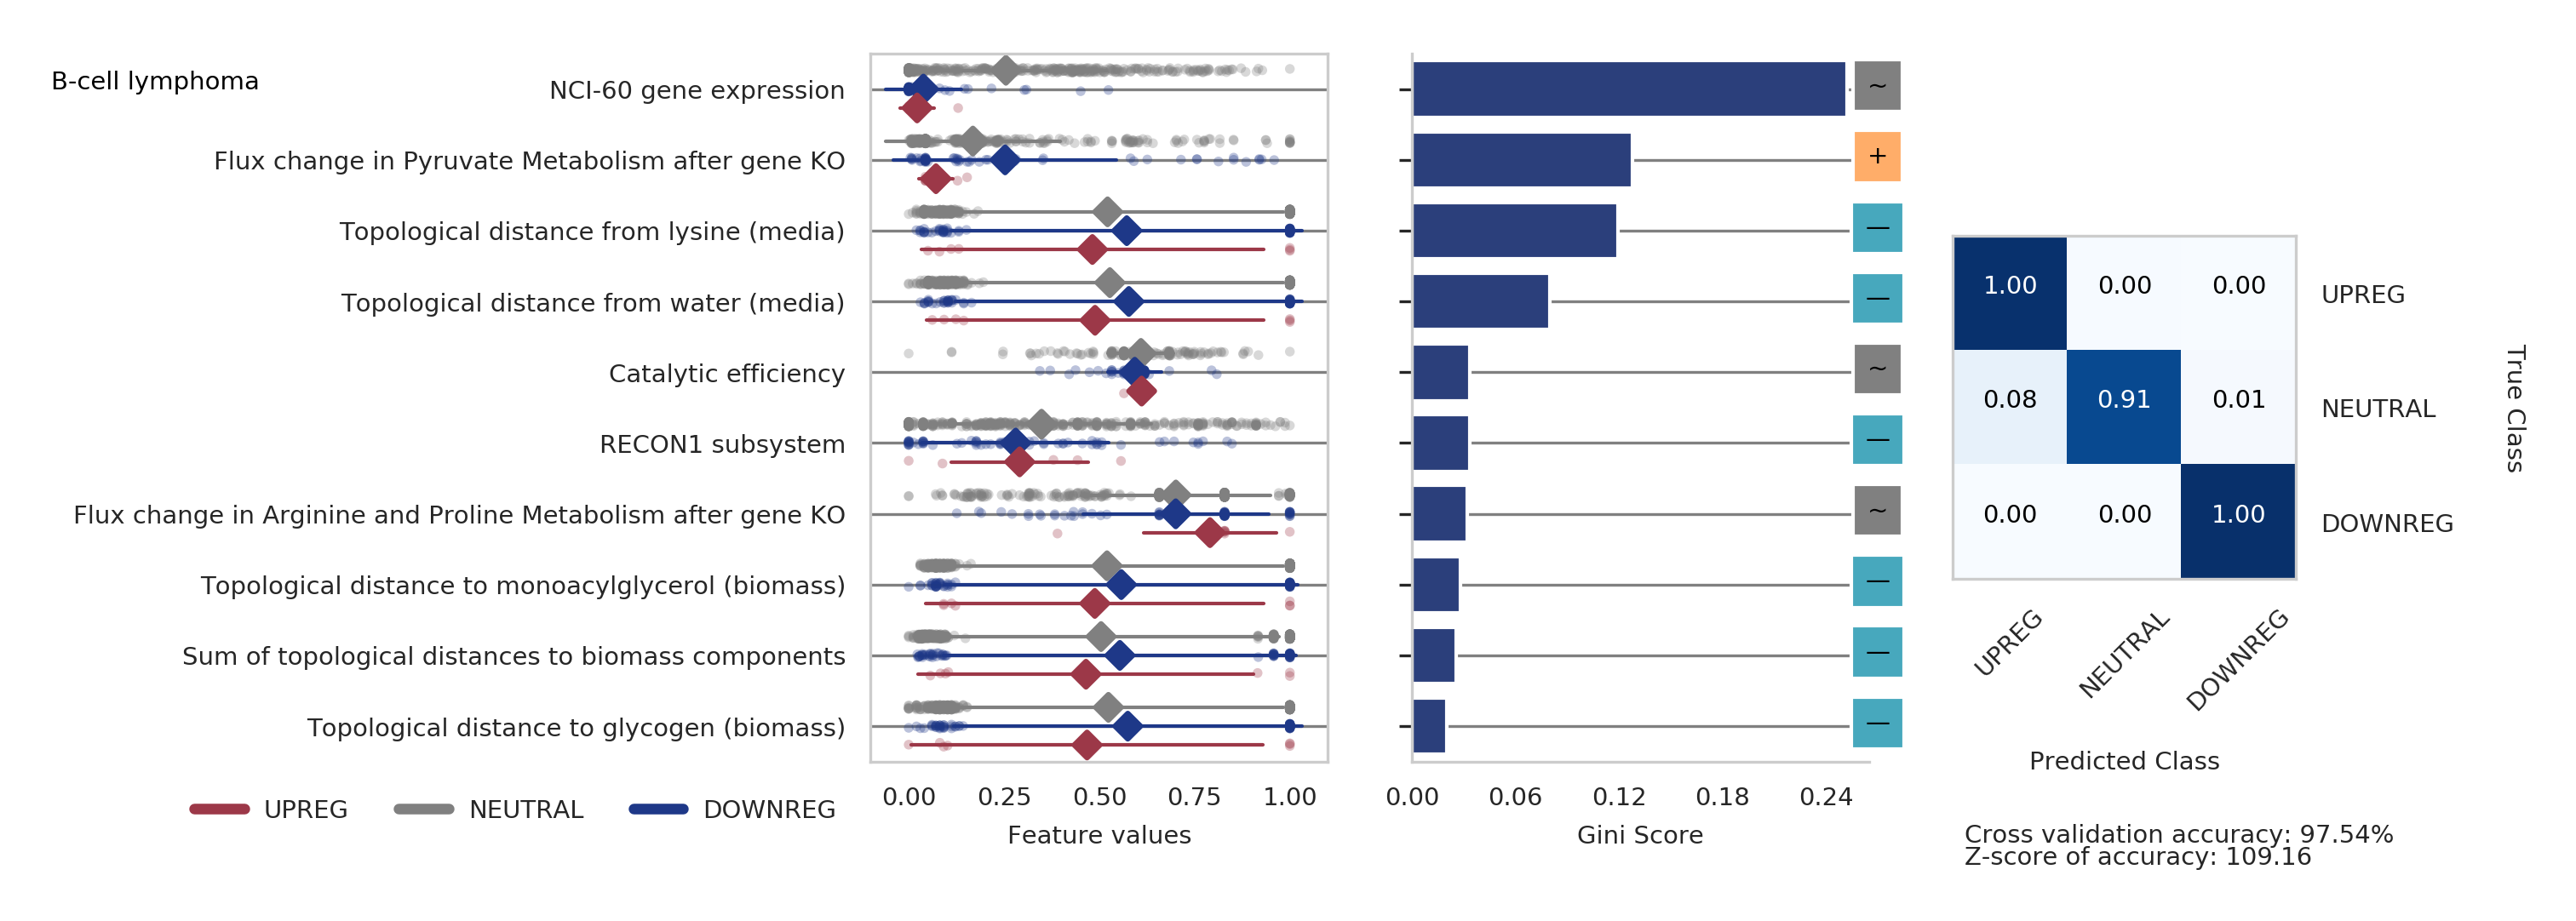 B-cell lymphoma
NCI-60 gene expression
~
Flux change in Pyruvate Metabolism after gene KO
+
Topological distance from lysine (media)
—
Topological distance from water (media)
—
Catalytic efficiency
~
RECON1 subsystem
—
Flux change in Arginine and Proline Metabolism after gene KO
~
Topological distance to monoacylglycerol (biomass)
—
Sum of topological distances to biomass components
—
Topological distance to glycogen (biomass)
—
0.00 0.25 0.50 0.75 1.00
Feature values
0.00 0.06 0.12 0.18 0.24
Gini Score
UPREG NEUTRAL DOWNREG
1.00 0.00 0.00 UPREG
0.08 0.91 0.01 NEUTRAL
0.00 0.00 1.00 DOWNREG
True Class
UPREG NEUTRAL DOWNREG
Predicted Class
Cross validation accuracy: 97.54%
Z-score of accuracy: 109.16